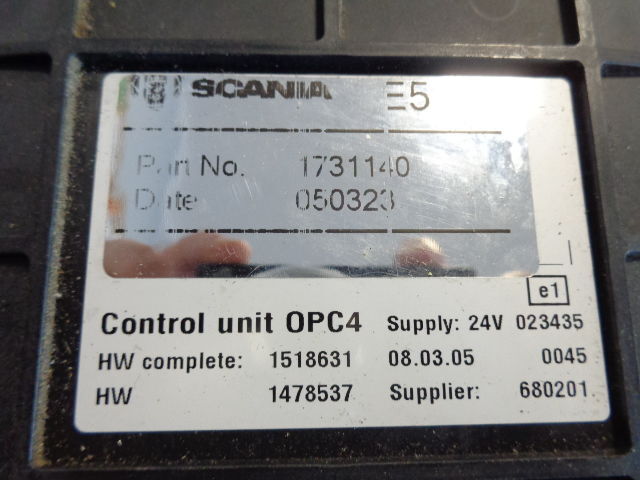 SCANIA E5
Part No. 1731140
Date 050323
e1
Control unit OPC4 Supply: 24V 023435
HW complete: 1518631 08.03.05 0045
HW 1478537 Supplier: 680201